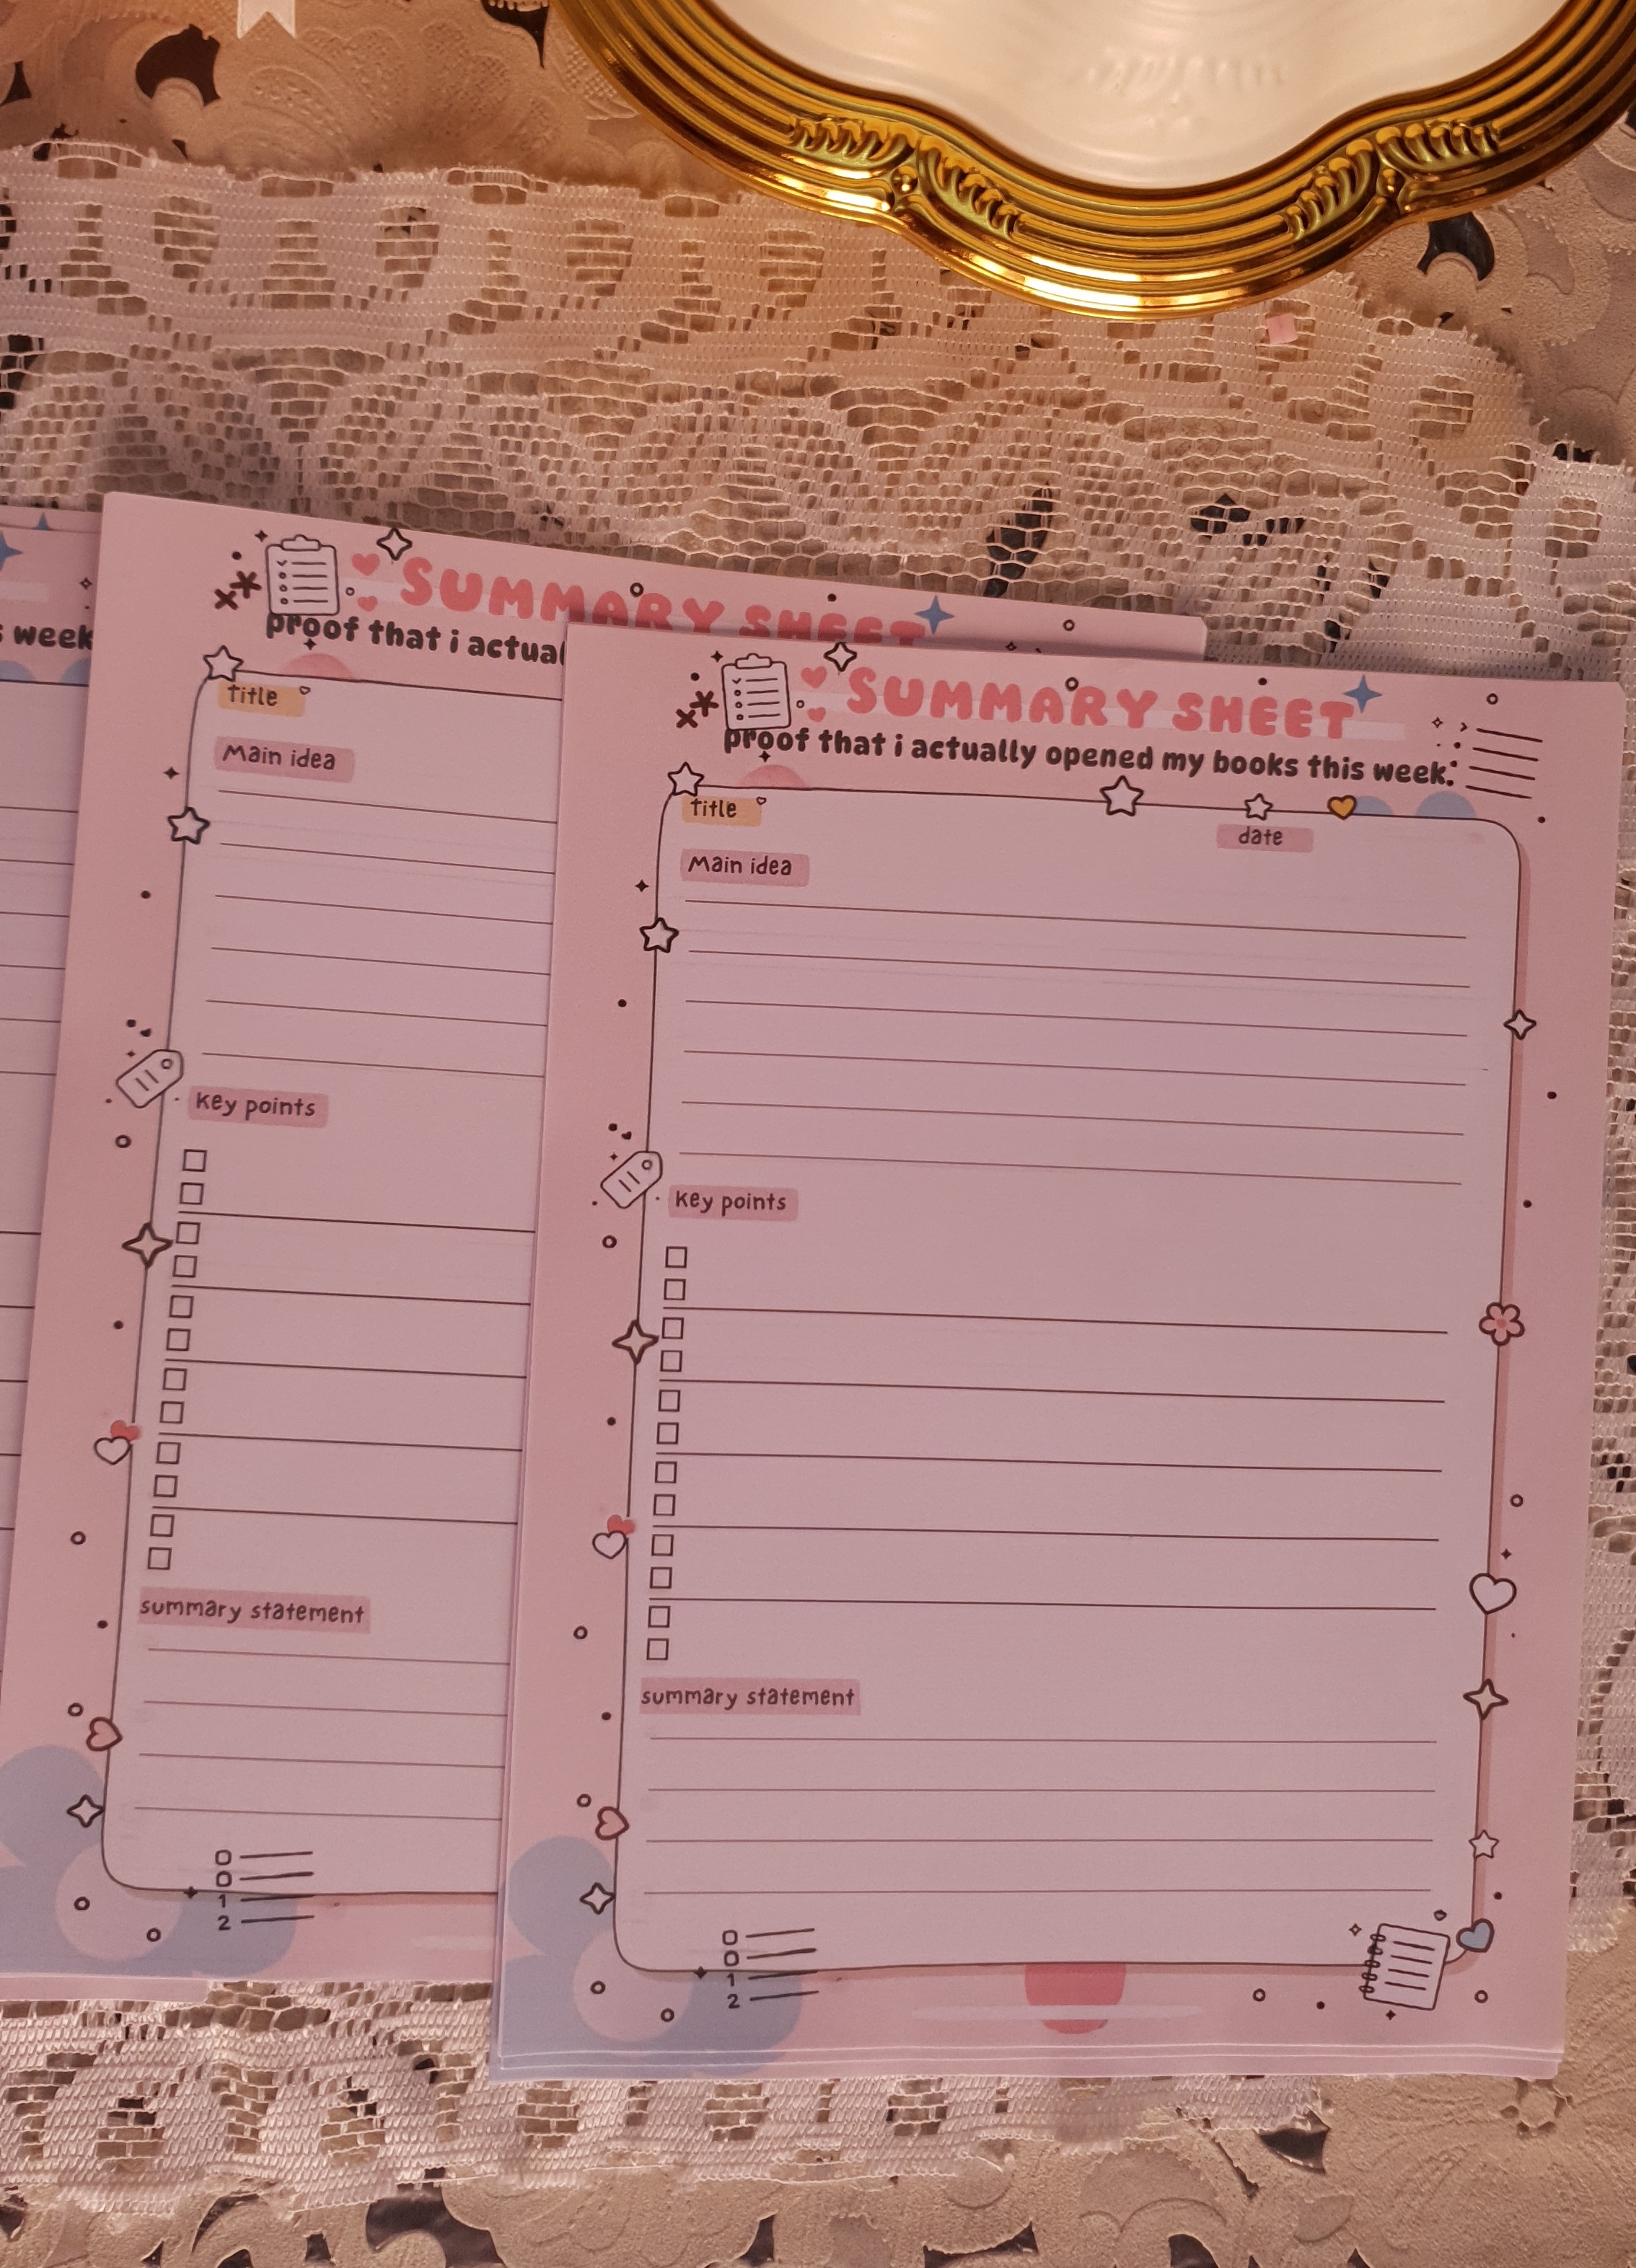 s week
SUMMARY SHEET
proof that i actual
Title
Main idea
Key points
summary statement
1
2
SUMMARY SHEET
proof that i actually opened my books this week.
Title
date
Main idea
Key points
summary statement
1
2